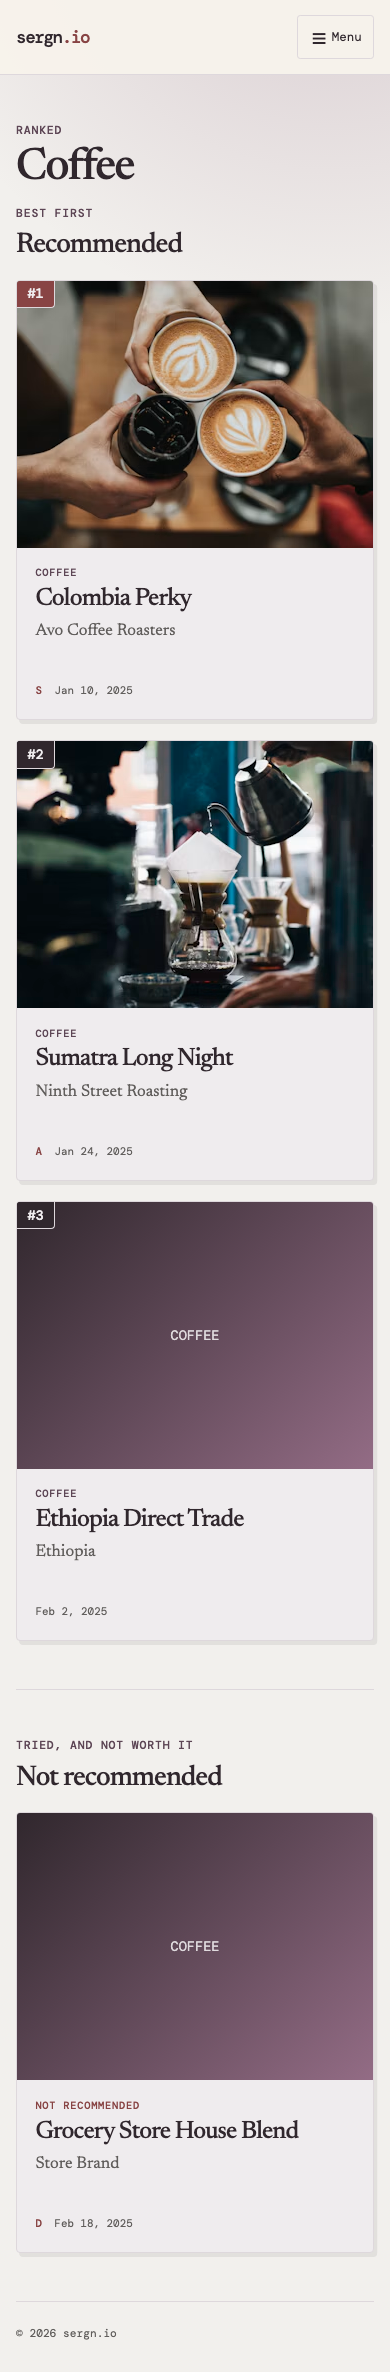 sergn.io
Menu
RANKED
Coffee
BEST FIRST
Recommended
#1
COFFEE
Colombia Perky
Avo Coffee Roasters
S Jan 10, 2025
#2
COFFEE
Sumatra Long Night
Ninth Street Roasting
A Jan 24, 2025
#3
COFFEE
COFFEE
Ethiopia Direct Trade
Ethiopia
Feb 2, 2025
TRIED, AND NOT WORTH IT
Not recommended
COFFEE
NOT RECOMMENDED
Grocery Store House Blend
Store Brand
D Feb 18, 2025
© 2026 sergn.io